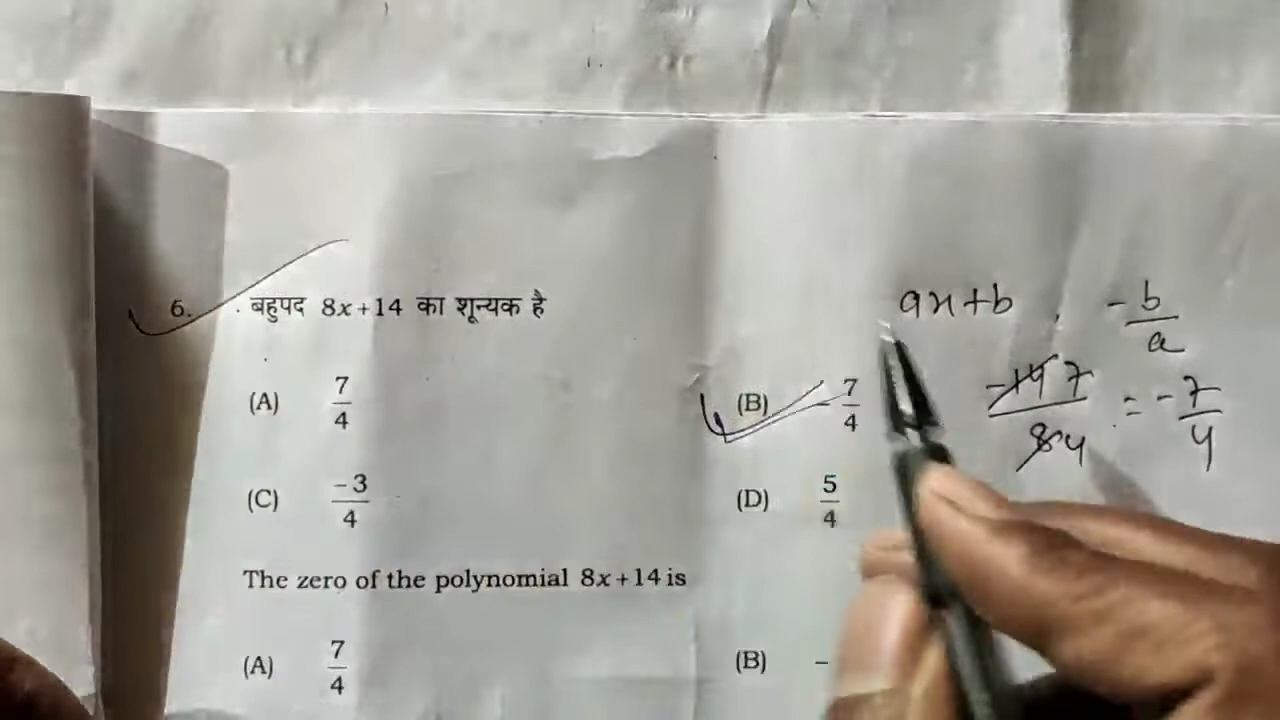 6. बहुपद 8x+14 का शून्यक है
ax+b , -b/a
(A) 7/4
(B) -7/4
-14 7 / 8 4 = -7/4
(C) -3/4
(D) 5/4
The zero of the polynomial 8x+14 is
(A) 7/4
(B) -